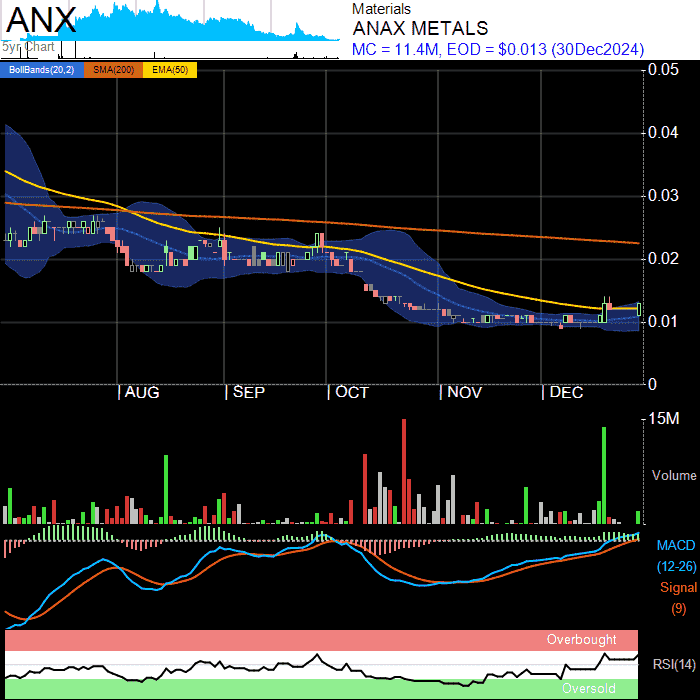 ANX
5yr Chart
Materials
ANAX METALS
MC = 11.4M, EOD = $0.013 (30Dec2024)
BollBands(20,2) SMA(200) EMA(50)
0.05
0.04
0.03
0.02
0.01
0
AUG SEP OCT NOV DEC
15M
Volume
MACD
(12-26)
Signal
(9)
Overbought
RSI(14)
Oversold